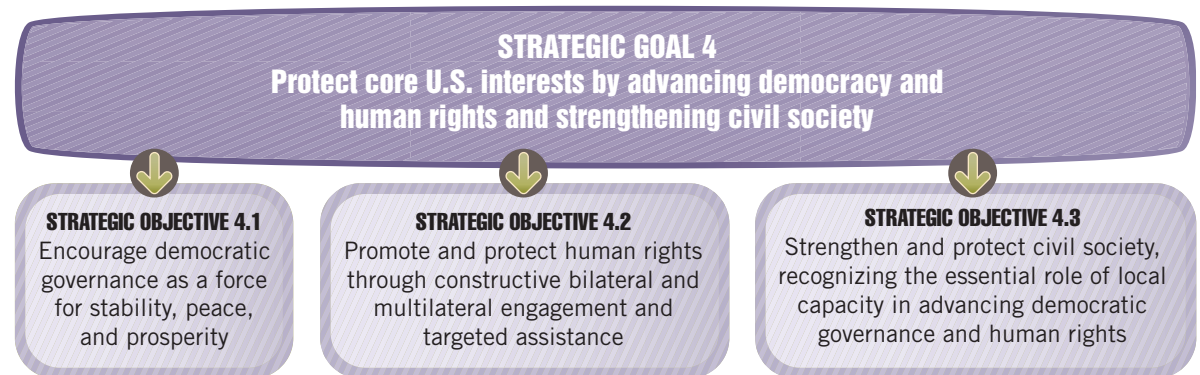 STRATEGIC GOAL 4
Protect core U.S. interests by advancing democracy and
human rights and strengthening civil society
STRATEGIC OBJECTIVE 4.1
Encourage democratic
governance as a force
for stability, peace,
and prosperity
STRATEGIC OBJECTIVE 4.2
Promote and protect human rights
through constructive bilateral and
multilateral engagement and
targeted assistance
STRATEGIC OBJECTIVE 4.3
Strengthen and protect civil society,
recognizing the essential role of local
capacity in advancing democratic
governance and human rights